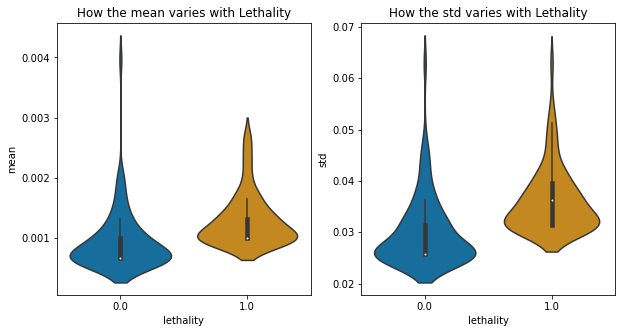 How the mean varies with Lethality
0.004
0.003
0.002
0.001
mean
0.0
1.0
lethality
How the std varies with Lethality
0.07
0.06
0.05
0.04
0.03
0.02
std
0.0
1.0
lethality